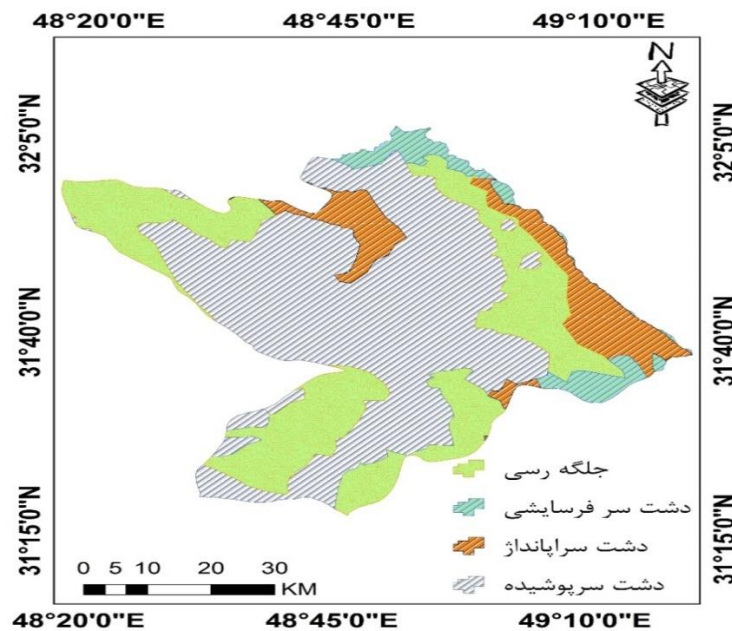 48°20'0"E 48°45'0"E 49°10'0"E
N
32°5'0"N 32°5'0"N
31°40'0"N 31°40'0"N
31°15'0"N 31°15'0"N
جلگه رسی
دشت سر فرسایشی
دشت سراپانداژ
دشت سرپوشیده
0 5 10 20 30
KM
48°20'0"E 48°45'0"E 49°10'0"E